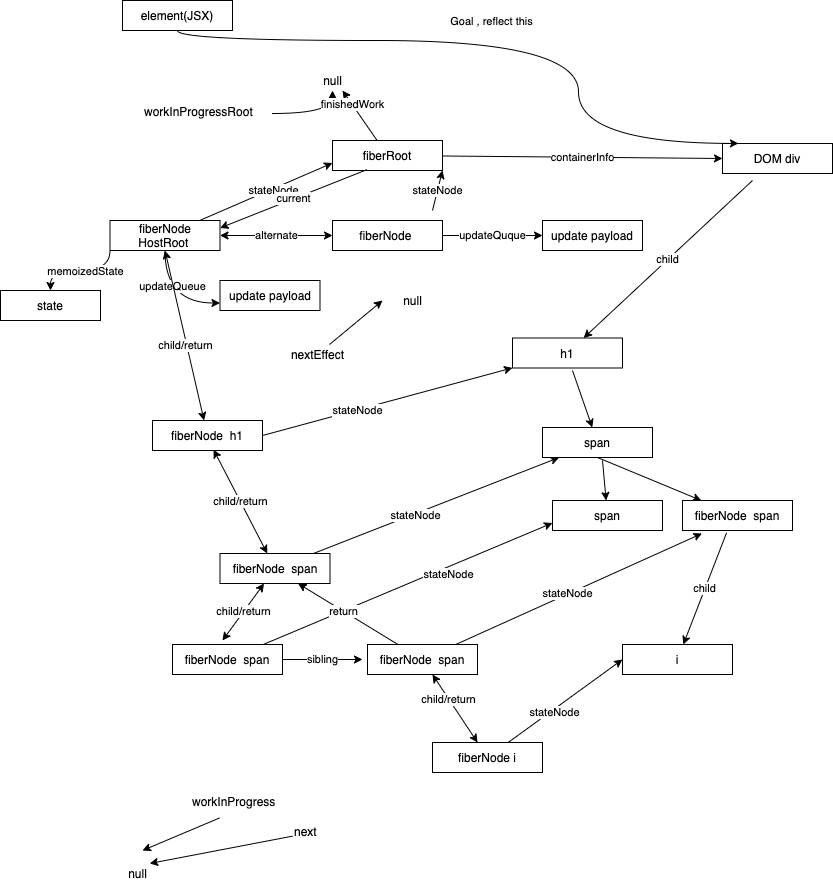 element(JSX)
Goal , reflect this
null
workInProgressRoot
finishedWork
fiberRoot
containerInfo
DOM div
stateNode
current
stateNode
fiberNode
HostRoot
alternate
fiberNode
updateQuque
update payload
child
memoizedState
updateQueue
update payload
state
null
child/return
nextEffect
h1
stateNode
fiberNode h1
span
child/return
stateNode
span
fiberNode span
fiberNode span
stateNode
stateNode
child
child/return
return
fiberNode span
sibling
fiberNode span
i
child/return
stateNode
fiberNode i
workInProgress
next
null